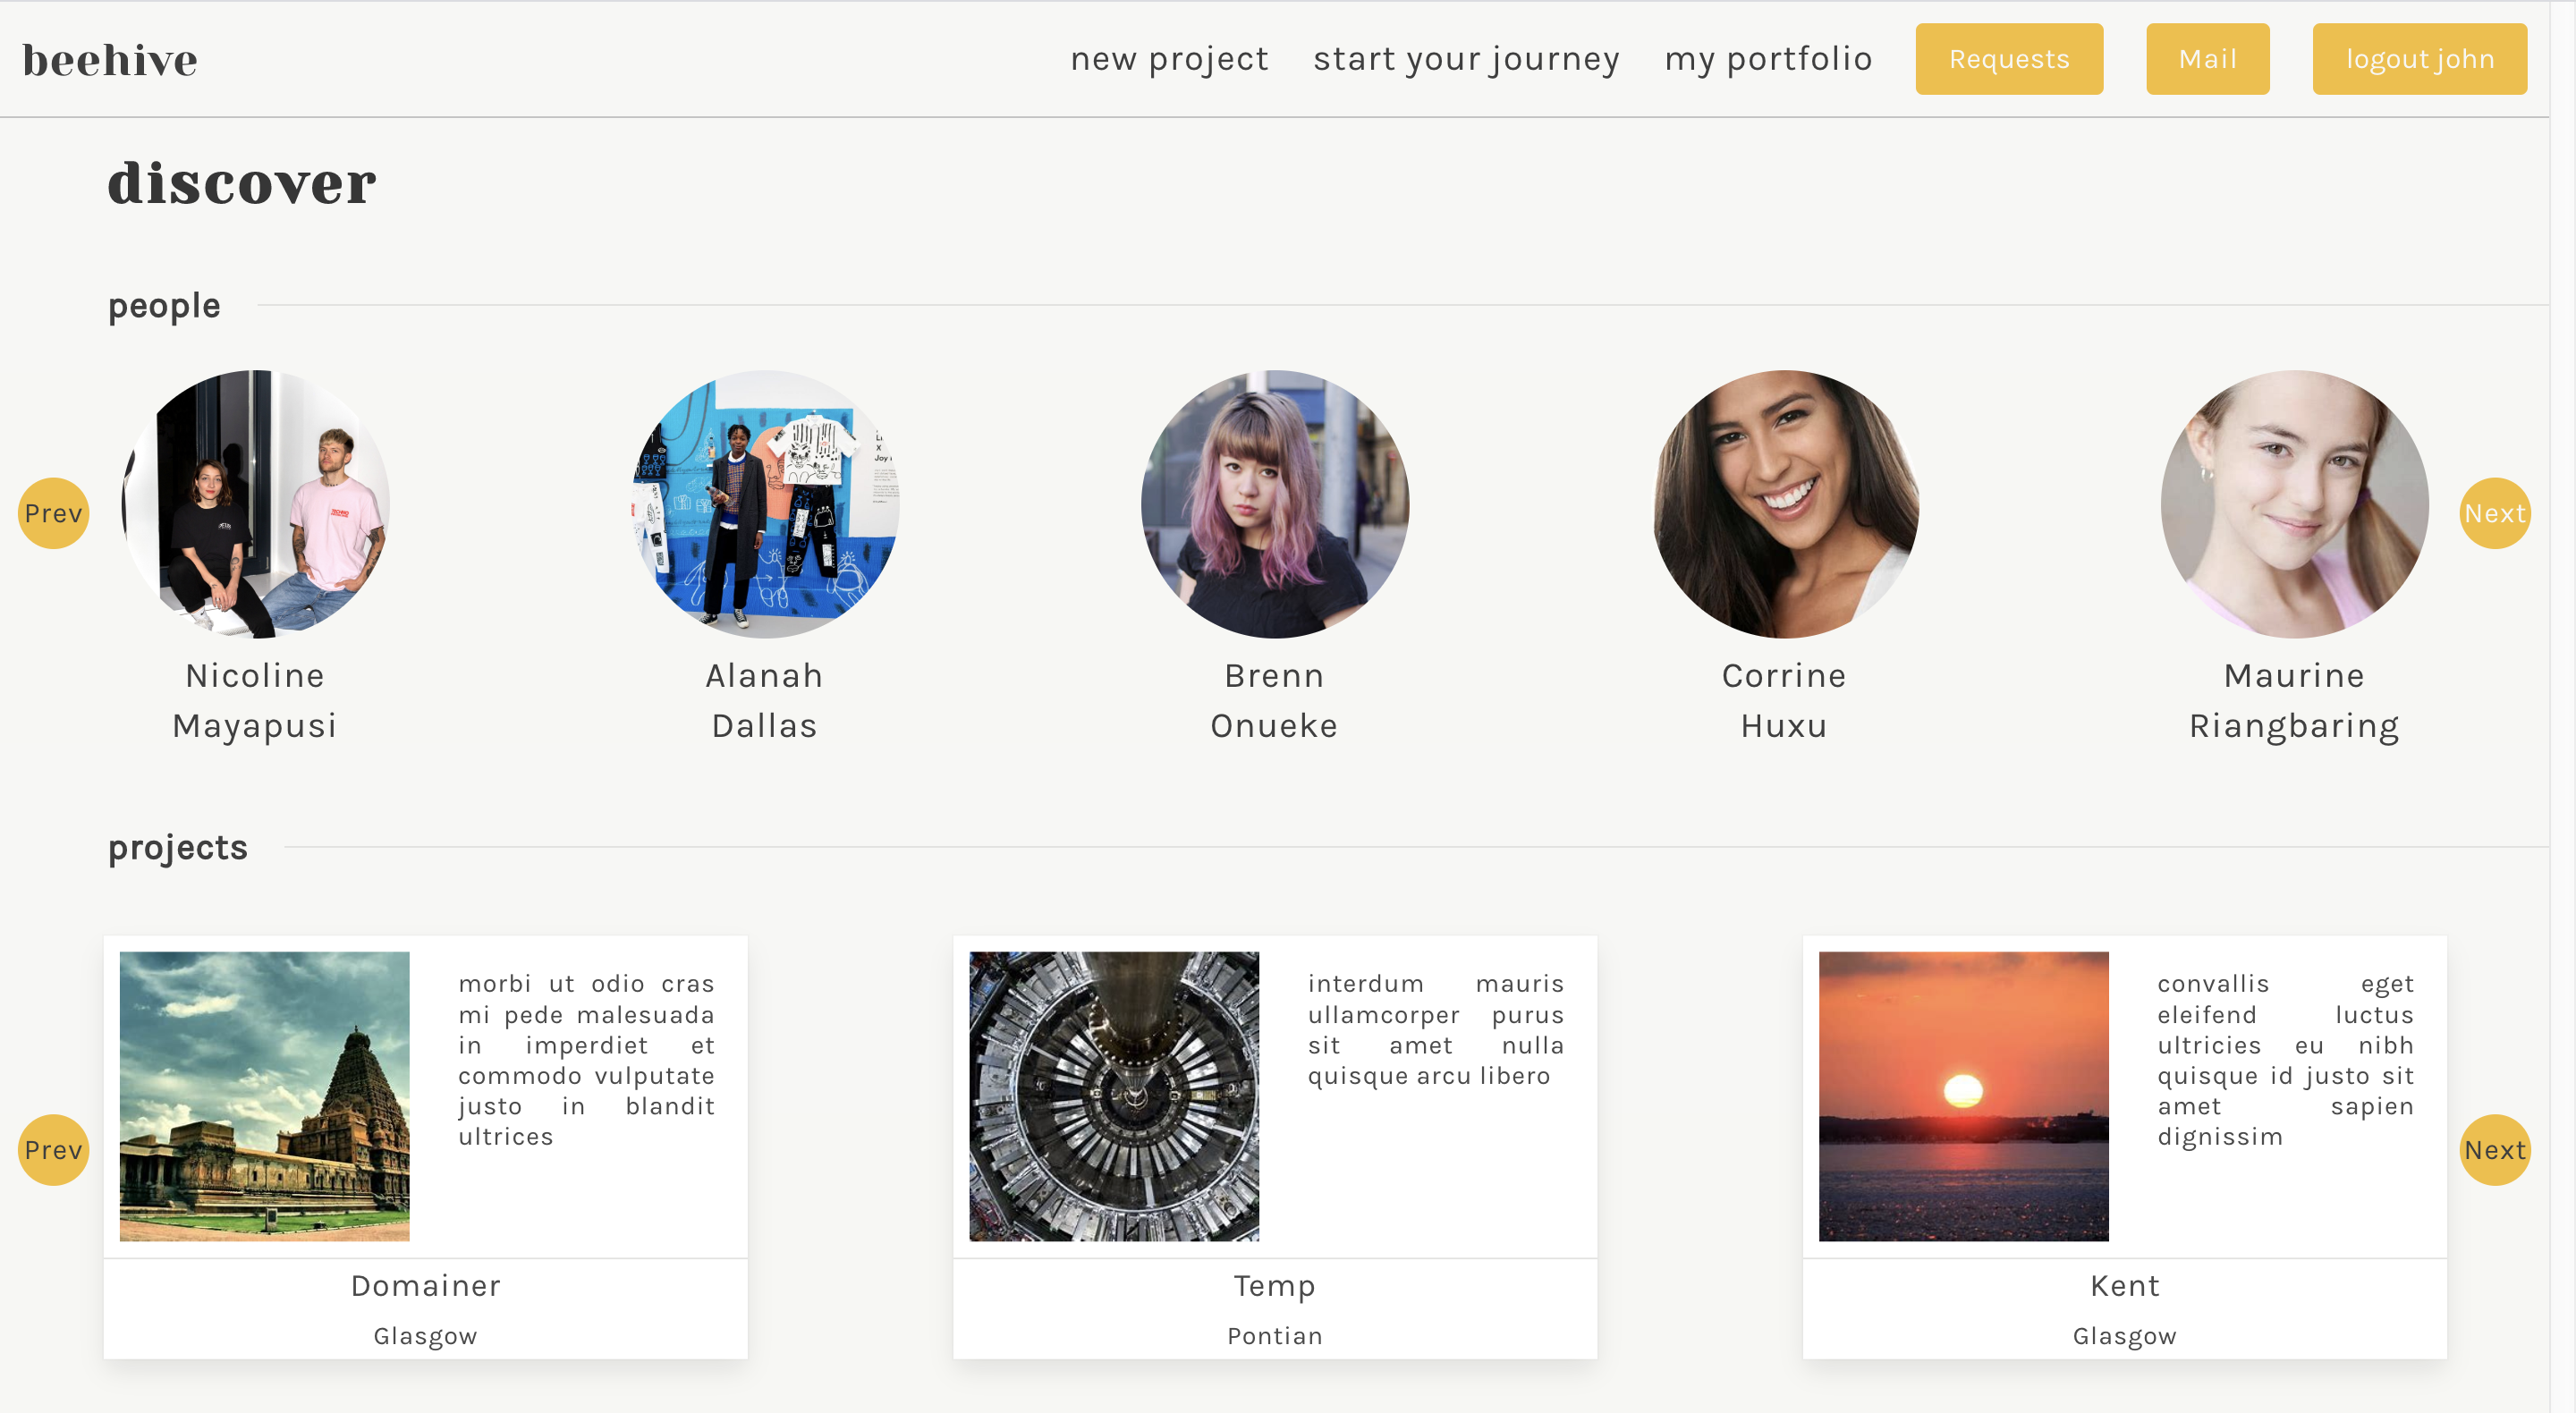 beehive
new project start your journey my portfolio Requests Mail logout john
discover
people
Prev
Next
Nicoline
Mayapusi
Alanah
Dallas
Brenn
Onueke
Corrine
Huxu
Maurine
Riangbaring
projects
Prev
Next
morbi ut odio cras
mi pede malesuada
in imperdiet et
commodo vulputate
justo in blandit
ultrices
Domainer
Glasgow
interdum mauris
ullamcorper purus
sit amet nulla
quisque arcu libero
Temp
Pontian
convallis eget
eleifend luctus
ultricies eu nibh
quisque id justo sit
amet sapien
dignissim
Kent
Glasgow